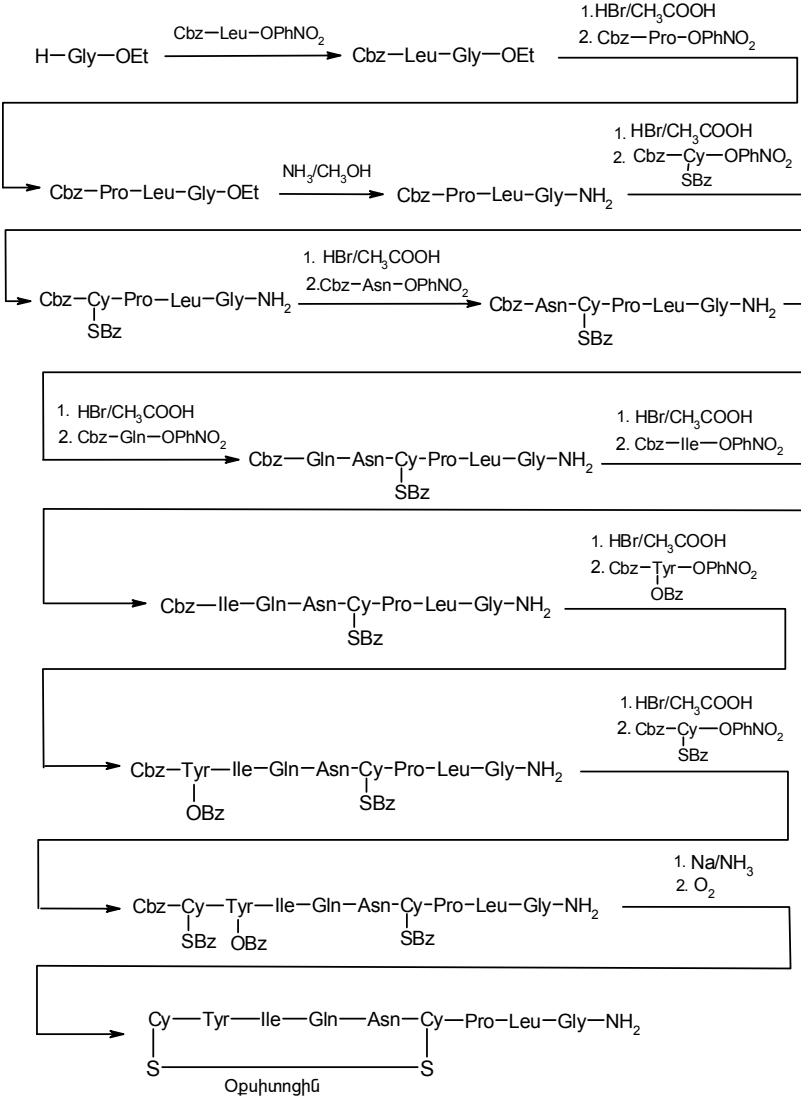 Cbz—Leu—OPhNO₂
1.HBr/CH₃COOH
2. Cbz—Pro—OPhNO₂
H—Gly—OEt
Cbz—Leu—Gly—OEt
1. HBr/CH₃COOH
2. Cbz—Cy—OPhNO₂
SBz
NH₃/CH₃OH
Cbz—Pro—Leu—Gly—OEt
Cbz—Pro—Leu—Gly—NH₂
1. HBr/CH₃COOH
2.Cbz—Asn—OPhNO₂
Cbz—Cy—Pro—Leu—Gly—NH₂
SBz
Cbz—Asn—Cy—Pro—Leu—Gly—NH₂
SBz
1. HBr/CH₃COOH
2. Cbz—Gln—OPhNO₂
1. HBr/CH₃COOH
2. Cbz—Ile—OPhNO₂
Cbz—Gln—Asn—Cy—Pro—Leu—Gly—NH₂
SBz
1. HBr/CH₃COOH
2. Cbz—Tyr—OPhNO₂
OBz
Cbz—Ile—Gln—Asn—Cy—Pro—Leu—Gly—NH₂
SBz
1. HBr/CH₃COOH
2. Cbz—Cy—OPhNO₂
SBz
Cbz—Tyr—Ile—Gln—Asn—Cy—Pro—Leu—Gly—NH₂
OBz SBz
1. Na/NH₃
2. O₂
Cbz—Cy—Tyr—Ile—Gln—Asn—Cy—Pro—Leu—Gly—NH₂
SBz OBz SBz
Cy—Tyr—Ile—Gln—Asn—Cy—Pro—Leu—Gly—NH₂
S S
Օքսիտոցին